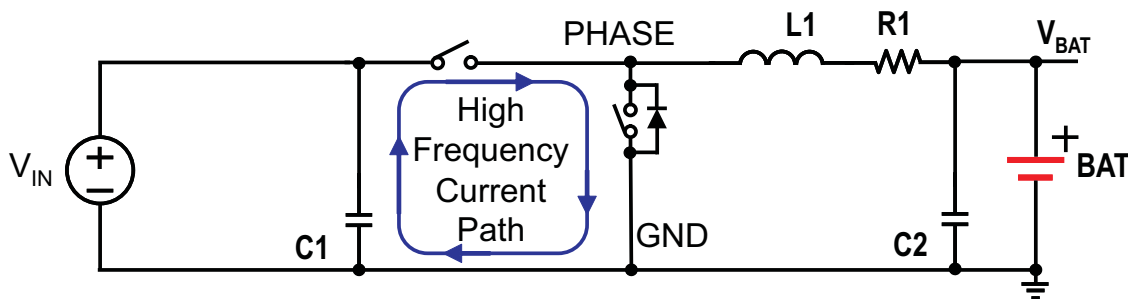 L1
R1
PHASE
V_BAT
High
Frequency
Current
Path
V_IN
+
−
+
BAT
C1
GND
C2